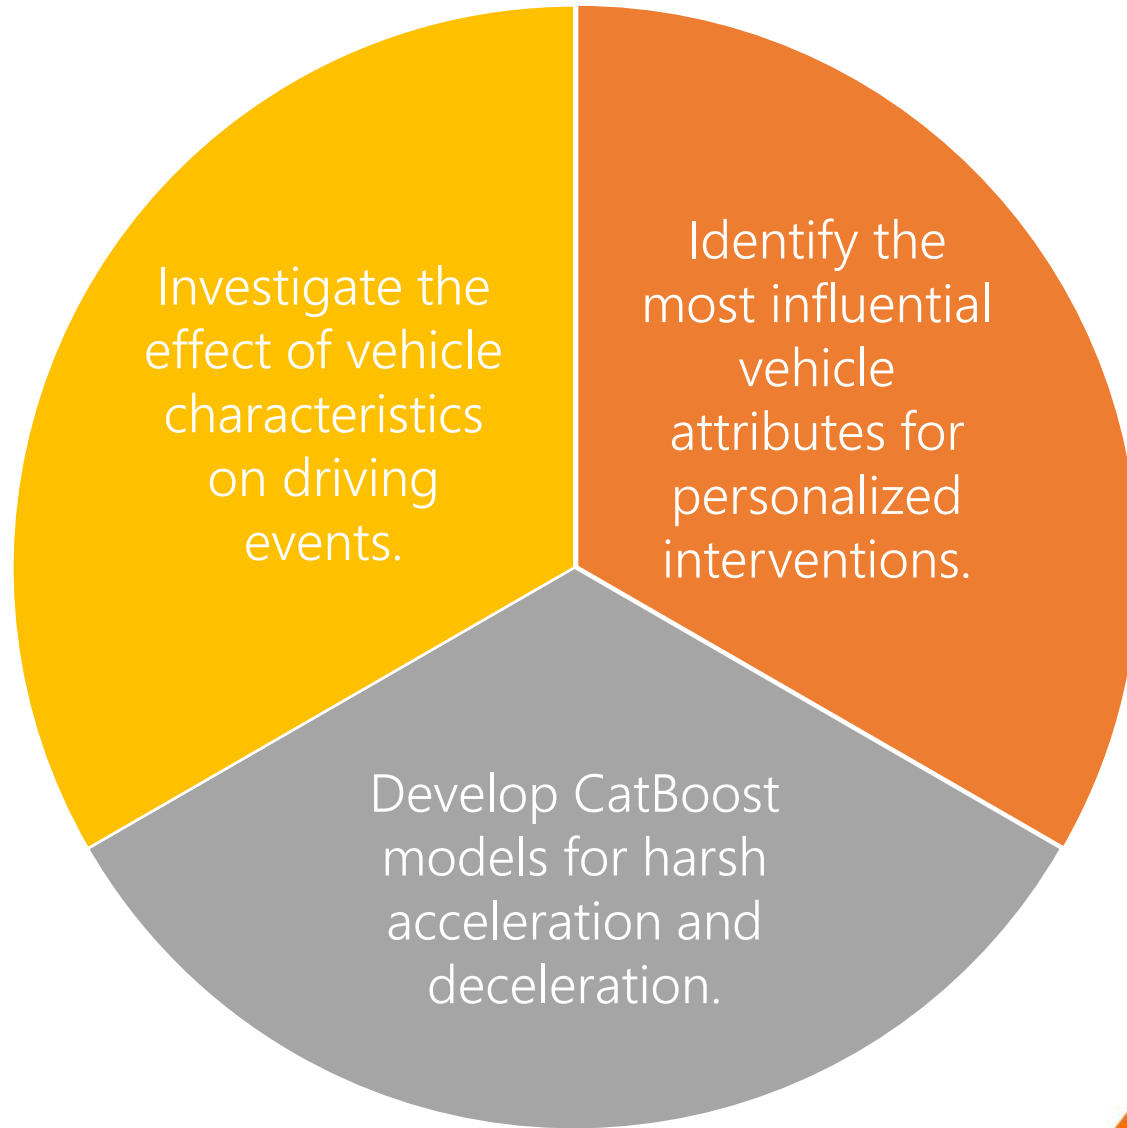 Investigate the
effect of vehicle
characteristics
on driving
events.
Identify the
most influential
vehicle
attributes for
personalized
interventions.
Develop CatBoost
models for harsh
acceleration and
deceleration.